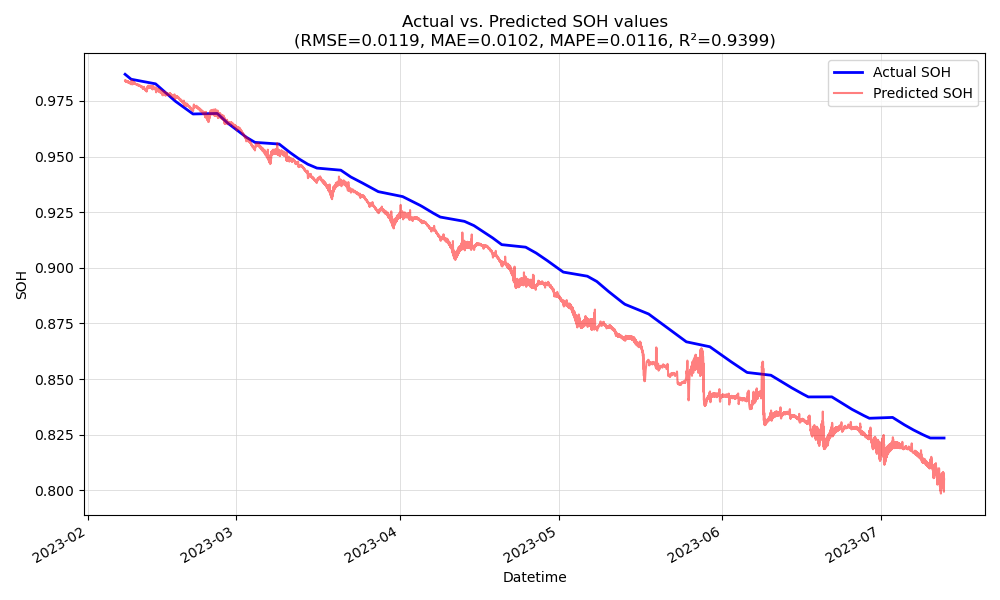 Actual vs. Predicted SOH values
(RMSE=0.0119, MAE=0.0102, MAPE=0.0116, R²=0.9399)
Actual SOH
Predicted SOH
SOH
0.975
0.950
0.925
0.900
0.875
0.850
0.825
0.800
2023-02
2023-03
2023-04
2023-05
2023-06
2023-07
Datetime